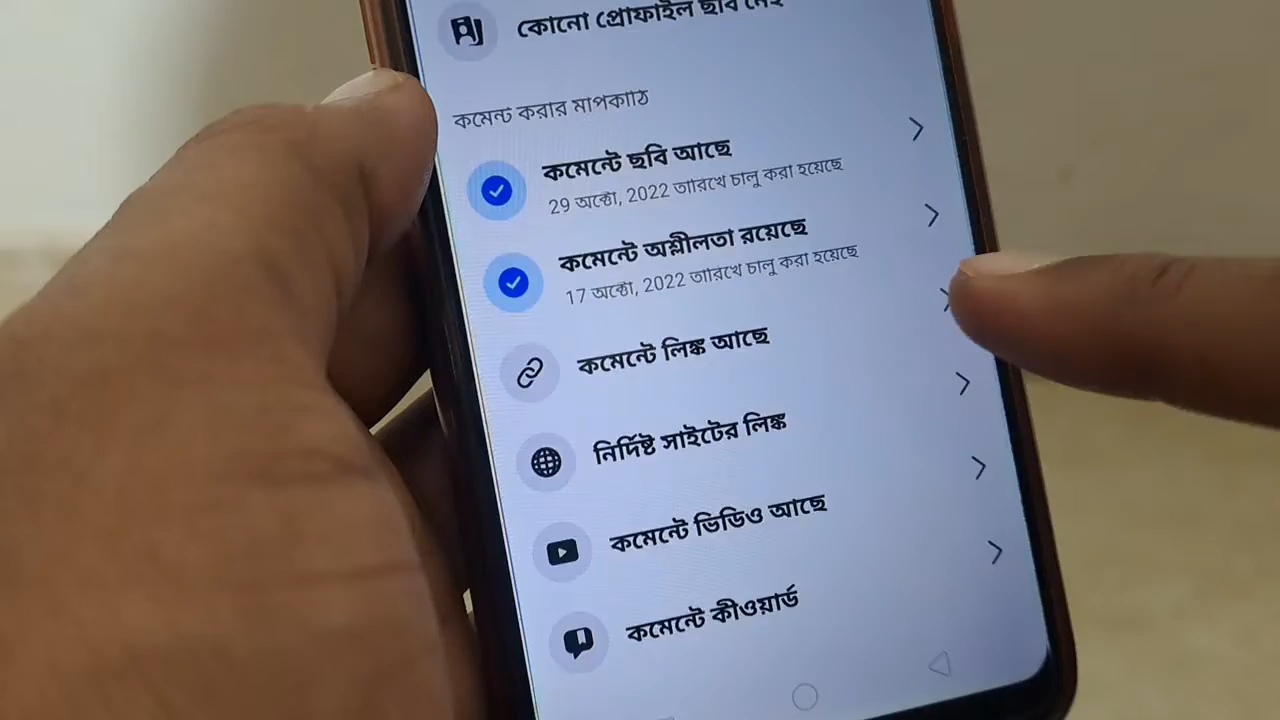 কোনো প্রোফাইল ছবি নেই
কমেন্ট করার মাপকাঠি
কমেন্টে ছবি আছে
29 অক্টো, 2022 তারিখে চালু করা হয়েছে
কমেন্টে অশ্লীলতা রয়েছে
17 অক্টো, 2022 তারিখে চালু করা হয়েছে
কমেন্টে লিঙ্ক আছে
নির্দিষ্ট সাইটের লিঙ্ক
কমেন্টে ভিডিও আছে
কমেন্টে কীওয়ার্ড